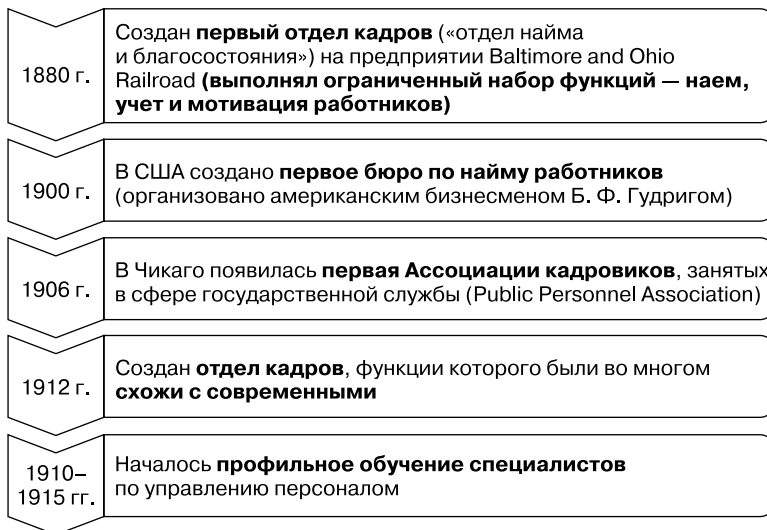 1880 г.
Создан первый отдел кадров («отдел найма
и благосостояния») на предприятии Baltimore and Ohio
Railroad (выполнял ограниченный набор функций — наем,
учет и мотивация работников)
1900 г.
В США создано первое бюро по найму работников
(организовано американским бизнесменом Б. Ф. Гудригом)
1906 г.
В Чикаго появилась первая Ассоциации кадровиков, занятых
в сфере государственной службы (Public Personnel Association)
1912 г.
Создан отдел кадров, функции которого были во многом
схожи с современными
1910–
1915 гг.
Началось профильное обучение специалистов
по управлению персоналом